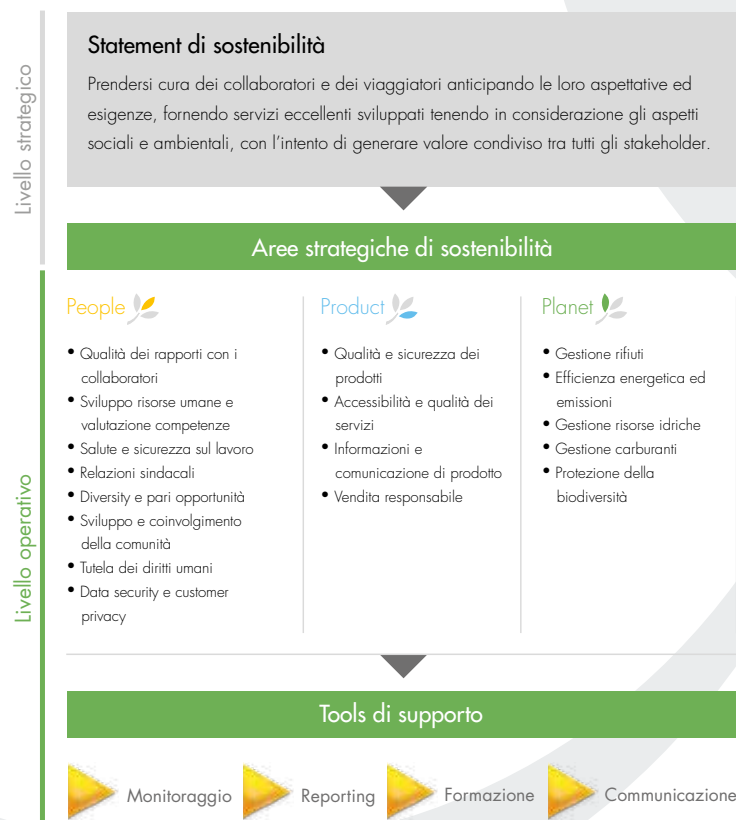 Livello strategico
Statement di sostenibilità
Prendersi cura dei collaboratori e dei viaggiatori anticipando le loro aspettative ed
esigenze, fornendo servizi eccellenti sviluppati tenendo in considerazione gli aspetti
sociali e ambientali, con l'intento di generare valore condiviso tra tutti gli stakeholder.
Livello operativo
Aree strategiche di sostenibilità
People
• Qualità dei rapporti con i
collaboratori
• Sviluppo risorse umane e
valutazione competenze
• Salute e sicurezza sul lavoro
• Relazioni sindacali
• Diversity e pari opportunità
• Sviluppo e coinvolgimento
della comunità
• Tutela dei diritti umani
• Data security e customer
privacy
Product
• Qualità e sicurezza dei
prodotti
• Accessibilità e qualità dei
servizi
• Informazioni e
comunicazione di prodotto
• Vendita responsabile
Planet
• Gestione rifiuti
• Efficienza energetica ed
emissioni
• Gestione risorse idriche
• Gestione carburanti
• Protezione della
biodiversità
Tools di supporto
Monitoraggio
Reporting
Formazione
Communicazione